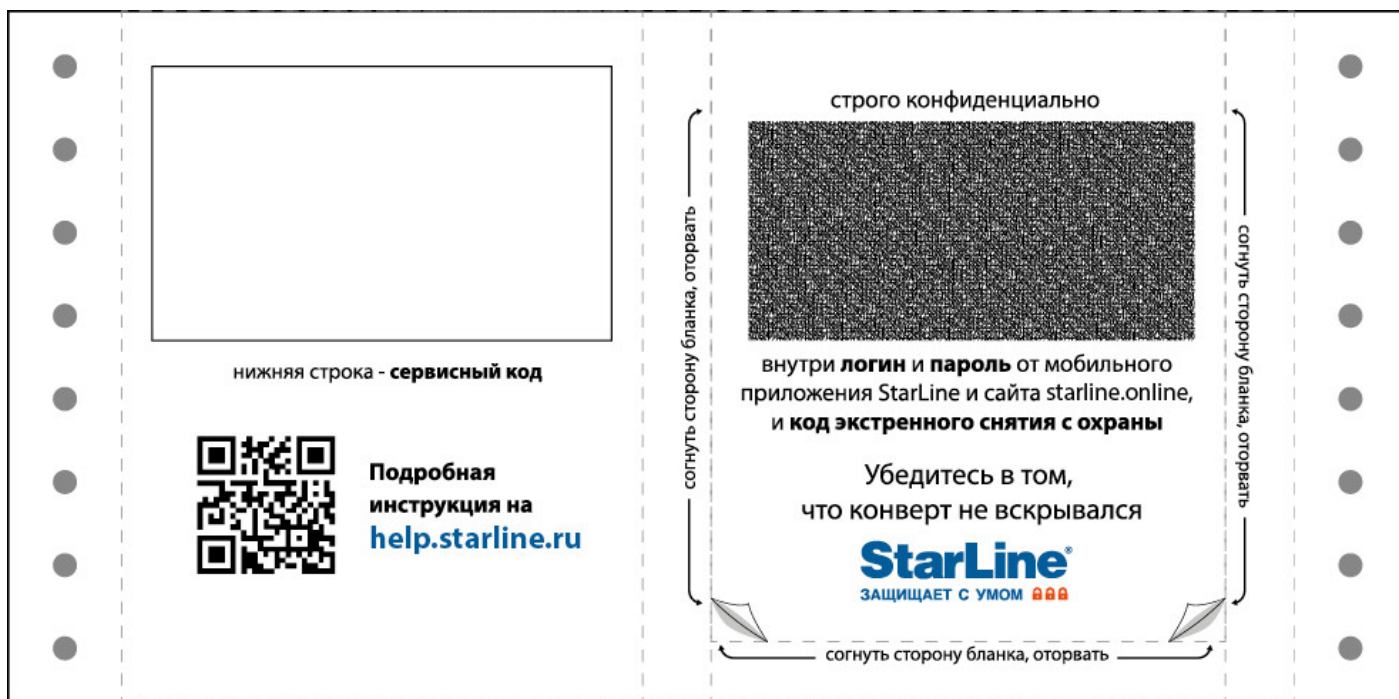 нижняя строка - сервисный код
Подробная
инструкция на
help.starline.ru
строго конфиденциально
согнуть сторону бланка, оторвать
внутри логин и пароль от мобильного
приложения StarLine и сайта starline.online,
и код экстренного снятия с охраны
Убедитесь в том,
что конверт не вскрывался
StarLine®
ЗАЩИЩАЕТ С УМОМ
согнуть сторону бланка, оторвать
согнуть сторону бланка, оторвать